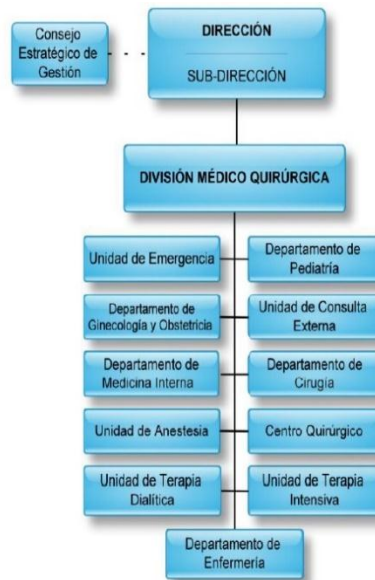 Consejo
Estratégico de
Gestión
DIRECCIÓN
SUB-DIRECCIÓN
DIVISIÓN MÉDICO QUIRÚRGICA
Unidad de Emergencia
Departamento de
Pediatría
Departamento de
Ginecología y Obstetricia
Unidad de Consulta
Externa
Departamento de
Medicina Interna
Departamento de
Cirugía
Unidad de Anestesia
Centro Quirúrgico
Unidad de Terapia
Dialítica
Unidad de Terapia
Intensiva
Departamento de
Enfermería